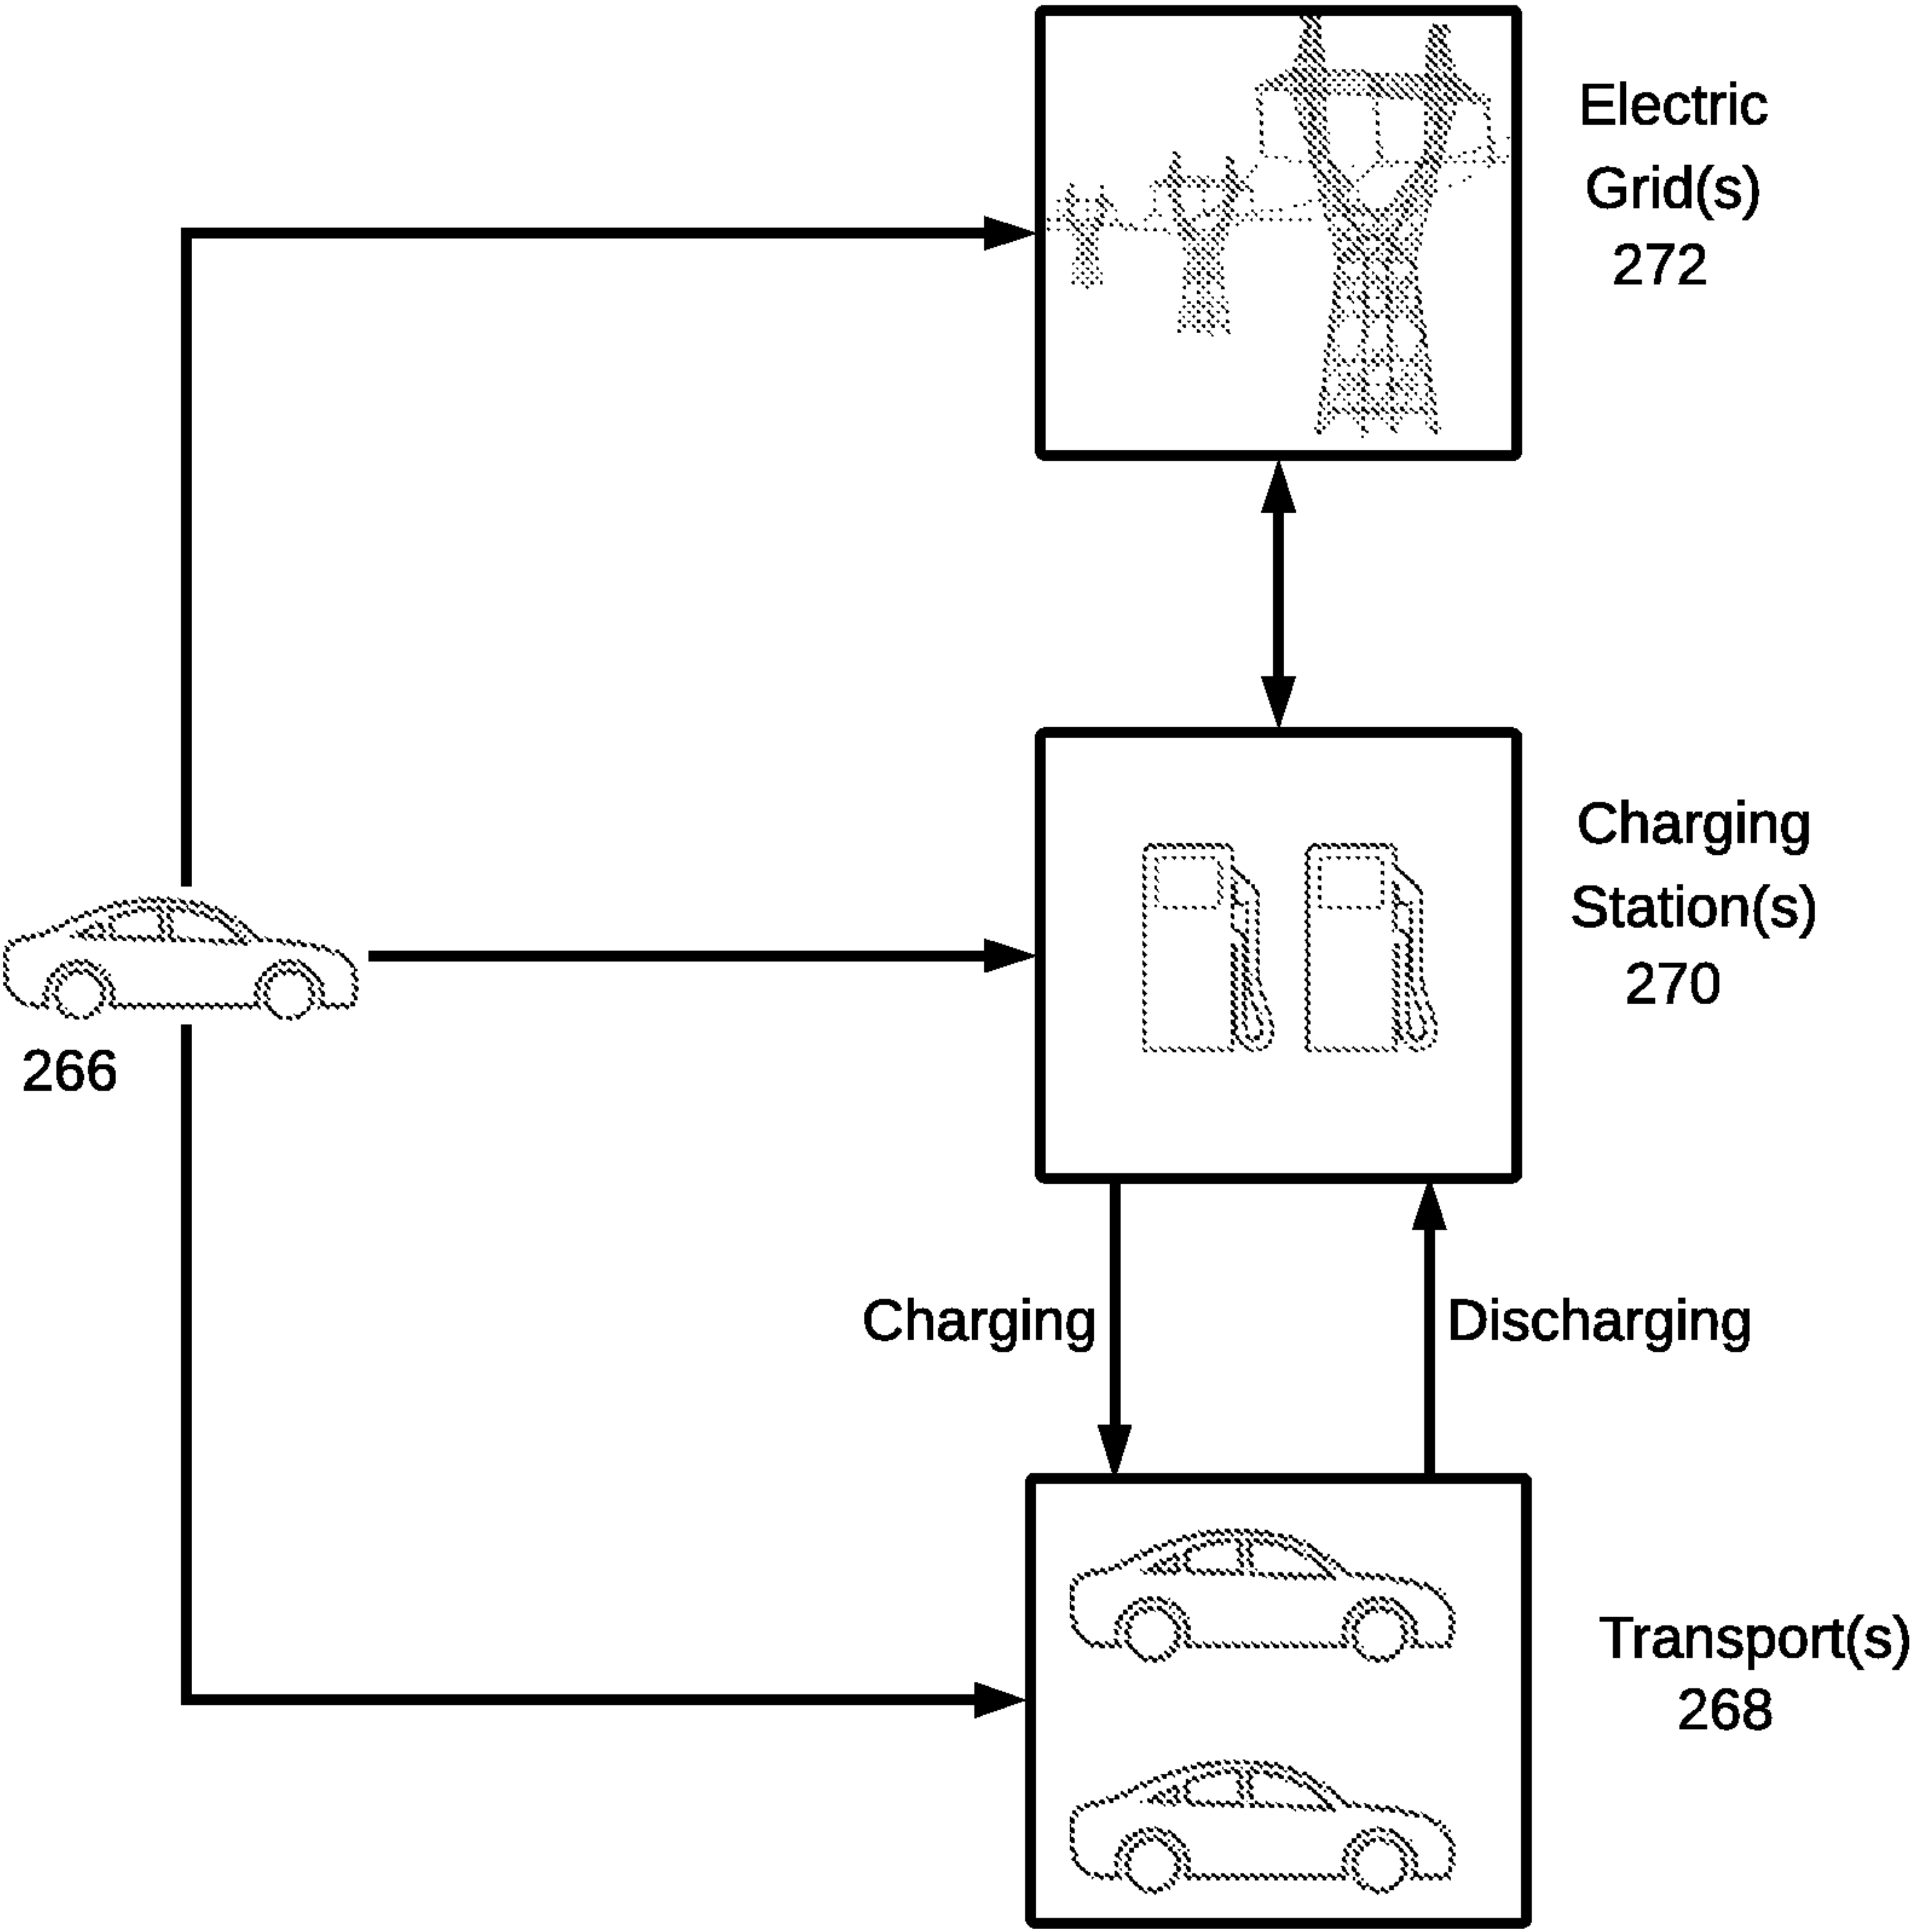 Electric
Grid(s)
272
Charging
Station(s)
270
266
Charging
Discharging
Transport(s)
268